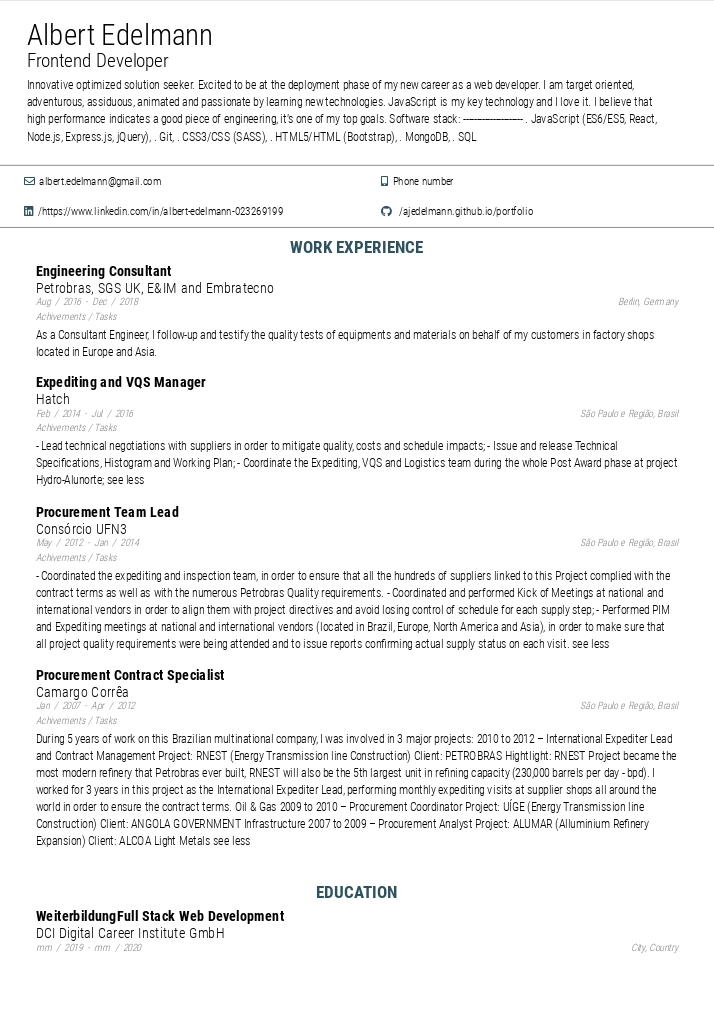 Albert Edelmann
Frontend Developer
Innovative optimized solution seeker. Excited to be at the deployment phase of my new career as a web developer. I am target oriented,
adventurous, assiduous, animated and passionate by learning new technologies. JavaScript is my key technology and I love it. I believe that
high performance indicates a good piece of engineering, it's one of my top goals. Software stack: -------------------- . JavaScript (ES6/ES5, React,
Node.js, Express.js, jQuery), . Git, . CSS3/CSS (SASS), . HTML5/HTML (Bootstrap), . MongoDB, . SQL
albert.edelmann@gmail.com
Phone number
/https://www.linkedin.com/in/albert-edelmann-023269199
/ajedelmann.github.io/portfolio
WORK EXPERIENCE
Engineering Consultant
Petrobras, SGS UK, E&IM and Embratecno
Aug / 2016 - Dec / 2018
Berlin, Germany
Achivements / Tasks
As a Consultant Engineer, I follow-up and testify the quality tests of equipments and materials on behalf of my customers in factory shops
located in Europe and Asia.
Expediting and VQS Manager
Hatch
Feb / 2014 - Jul / 2016
São Paulo e Região, Brasil
Achivements / Tasks
- Lead technical negotiations with suppliers in order to mitigate quality, costs and schedule impacts; - Issue and release Technical
Specifications, Histogram and Working Plan; - Coordinate the Expediting, VQS and Logistics team during the whole Post Award phase at project
Hydro-Alunorte; see less
Procurement Team Lead
Consórcio UFN3
May / 2012 - Jan / 2014
São Paulo e Região, Brasil
Achivements / Tasks
- Coordinated the expediting and inspection team, in order to ensure that all the hundreds of suppliers linked to this Project complied with the
contract terms as well as with the numerous Petrobras Quality requirements. - Coordinated and performed Kick of Meetings at national and
international vendors in order to align them with project directives and avoid losing control of schedule for each supply step; - Performed PIM
and Expediting meetings at national and international vendors (located in Brazil, Europe, North America and Asia), in order to make sure that
all project quality requirements were being attended and to issue reports confirming actual supply status on each visit. see less
Procurement Contract Specialist
Camargo Corrêa
Jan / 2007 - Apr / 2012
São Paulo e Região, Brasil
Achivements / Tasks
During 5 years of work on this Brazilian multinational company, I was involved in 3 major projects: 2010 to 2012 – International Expediter Lead
and Contract Management Project: RNEST (Energy Transmission line Construction) Client: PETROBRAS Hightlight: RNEST Project became the
most modern refinery that Petrobras ever built, RNEST will also be the 5th largest unit in refining capacity (230,000 barrels per day - bpd). I
worked for 3 years in this project as the International Expediter Lead, performing monthly expediting visits at supplier shops all around the
world in order to ensure the contract terms. Oil & Gas 2009 to 2010 – Procurement Coordinator Project: UÍGE (Energy Transmission line
Construction) Client: ANGOLA GOVERNMENT Infrastructure 2007 to 2009 – Procurement Analyst Project: ALUMAR (Alluminium Refinery
Expansion) Client: ALCOA Light Metals see less
EDUCATION
WeiterbildungFull Stack Web Development
DCI Digital Career Institute GmbH
mm / 2019 - mm / 2020
City, Country